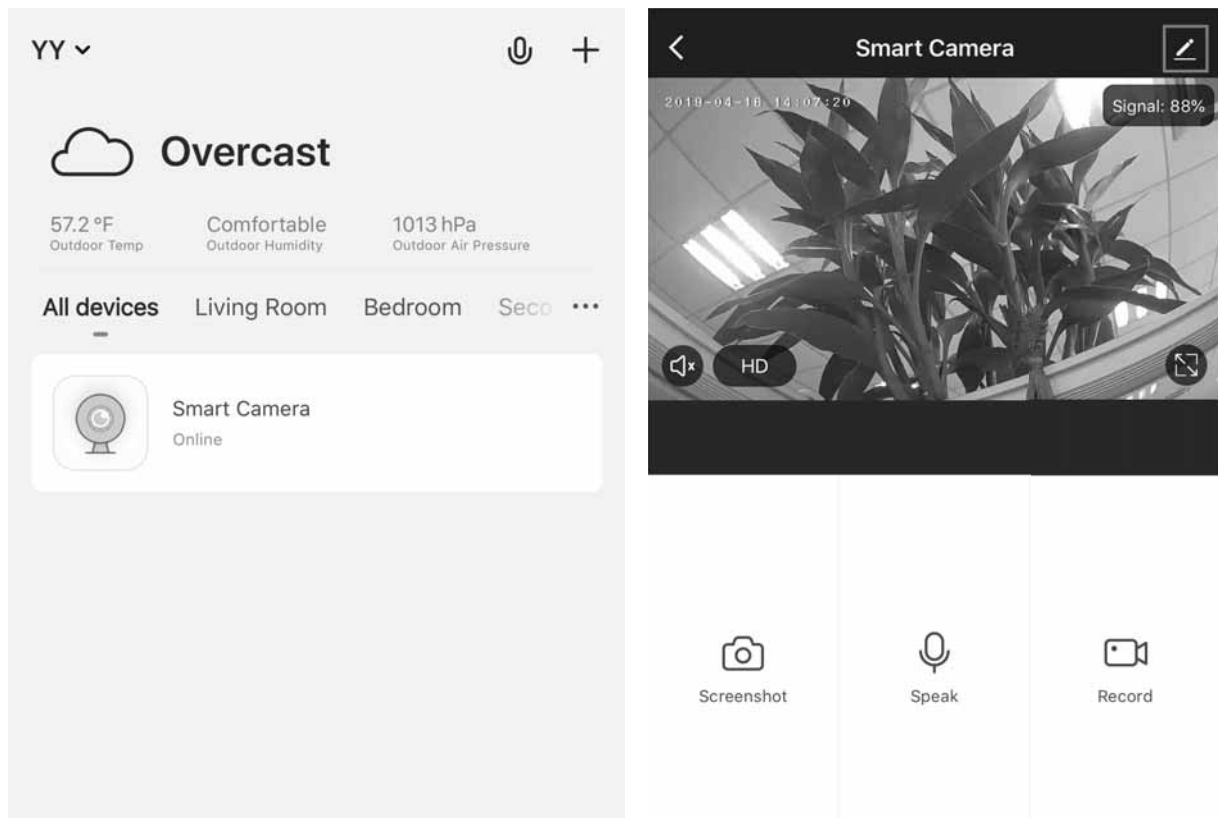 YY
Overcast
57.2 °F
Outdoor Temp
Comfortable
Outdoor Humidity
1013 hPa
Outdoor Air Pressure
All devices
Living Room
Bedroom
Seco
Smart Camera
Online
Smart Camera
2019-04-16 14:07:20
Signal: 88%
HD
Screenshot
Speak
Record